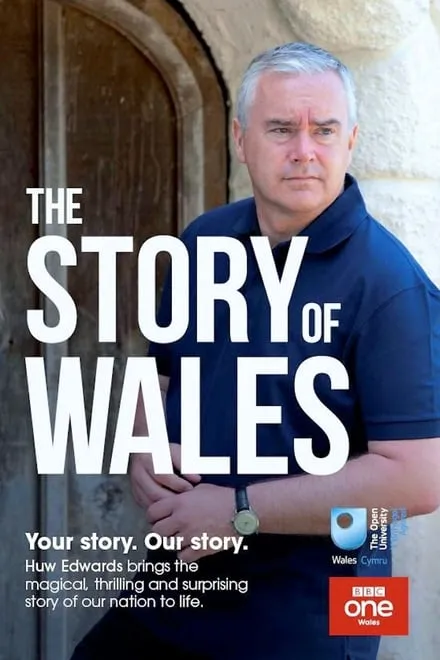 THE
STORY OF
WALES
Your story. Our story.
Huw Edwards brings the
magical, thrilling and surprising
story of our nation to life.
The Open
University
Wales Cymru
BBC
one
Wales